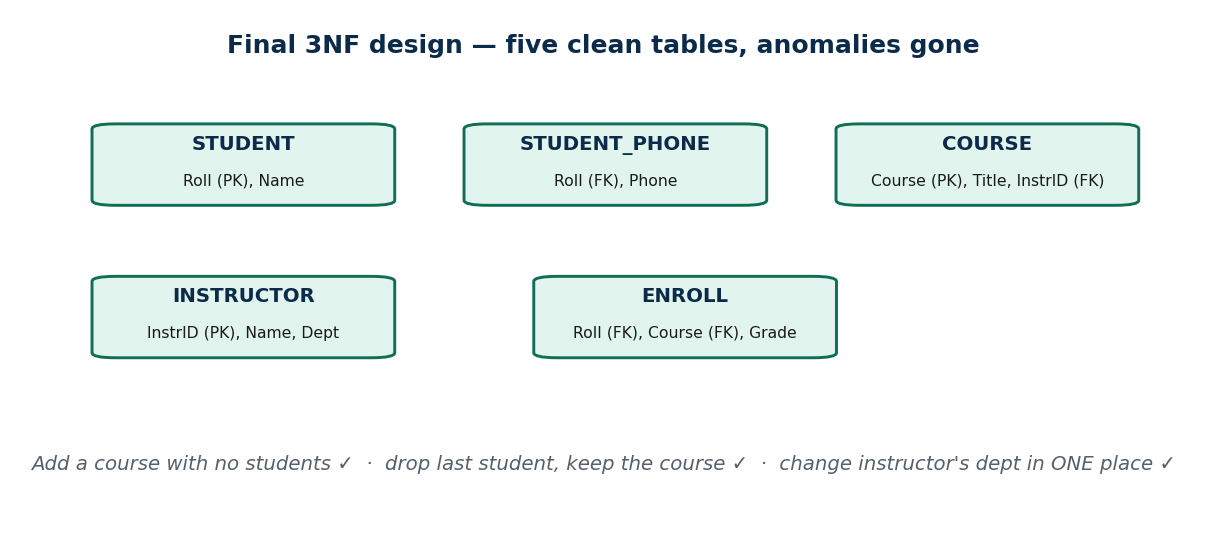 Final 3NF design — five clean tables, anomalies gone
STUDENT
Roll (PK), Name
STUDENT_PHONE
Roll (FK), Phone
COURSE
Course (PK), Title, InstrID (FK)
INSTRUCTOR
InstrID (PK), Name, Dept
ENROLL
Roll (FK), Course (FK), Grade
Add a course with no students ✓ · drop last student, keep the course ✓ · change instructor's dept in ONE place ✓